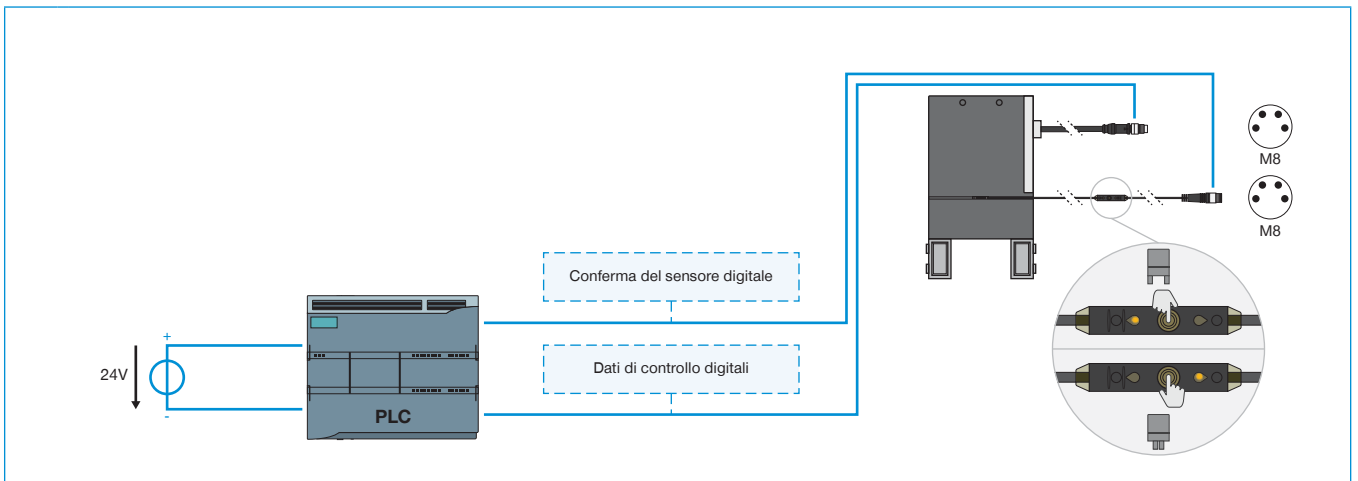 M8
M8
Conferma del sensore digitale
Dati di controllo digitali
+
24V
-
PLC